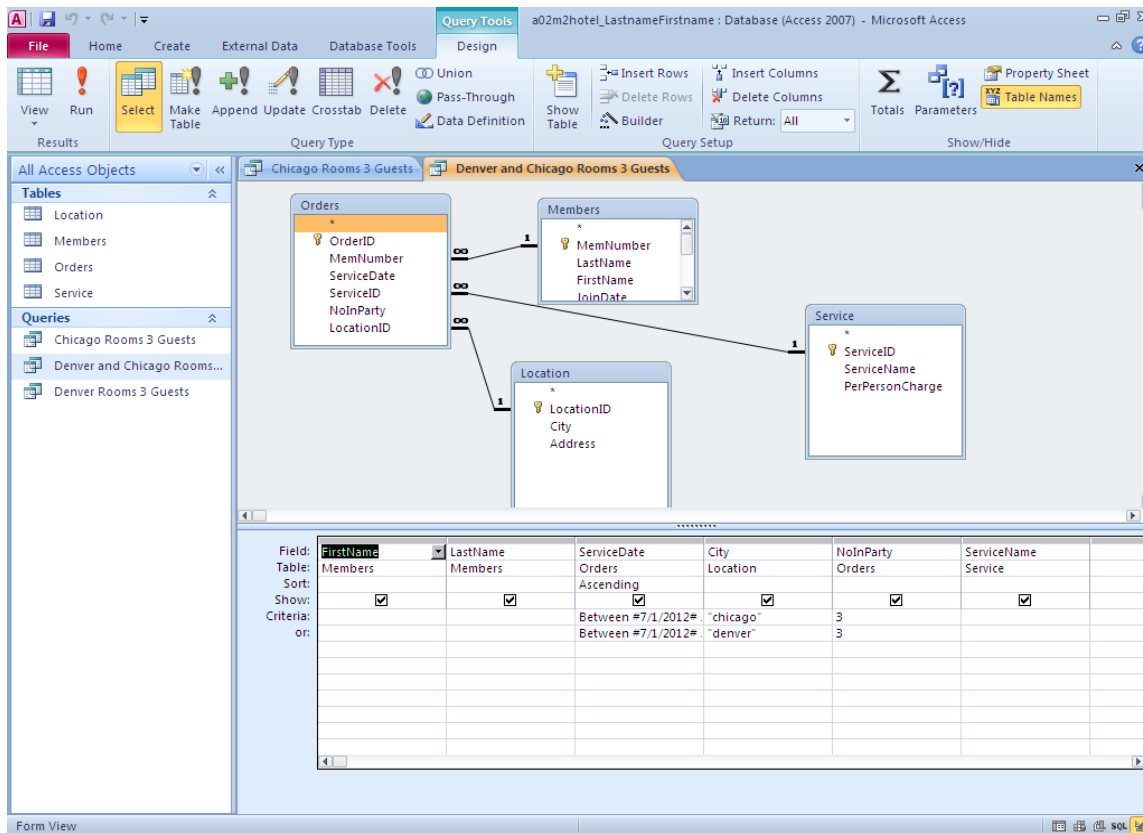 A
Query Tools
a02m2hotel_LastnameFirstname : Database (Access 2007) - Microsoft Access
File Home Create External Data Database Tools Design
View Run Select Make Table Append Update Crosstab Delete
Union
Pass-Through
Data Definition
Show Table
Insert Rows
Delete Rows
Builder
Insert Columns
Delete Columns
Return: All
Totals Parameters
Property Sheet
XYZ Table Names
Results Query Type Query Setup Show/Hide
All Access Objects
Tables
Location
Members
Orders
Service
Queries
Chicago Rooms 3 Guests
Denver and Chicago Rooms...
Denver Rooms 3 Guests
Chicago Rooms 3 Guests Denver and Chicago Rooms 3 Guests
Orders
*
OrderID
MemNumber
ServiceDate
ServiceID
NoInParty
LocationID
∞
∞
∞
1
Members
*
MemNumber
LastName
FirstName
JoinDate
1
Service
*
ServiceID
ServiceName
PerPersonCharge
1
Location
*
LocationID
City
Address
Field: FirstName LastName ServiceDate City NoInParty ServiceName
Table: Members Members Orders Location Orders Service
Sort: Ascending
Show:
Criteria: Between #7/1/2012# "chicago" 3
or: Between #7/1/2012# "denver" 3
Form View SQL